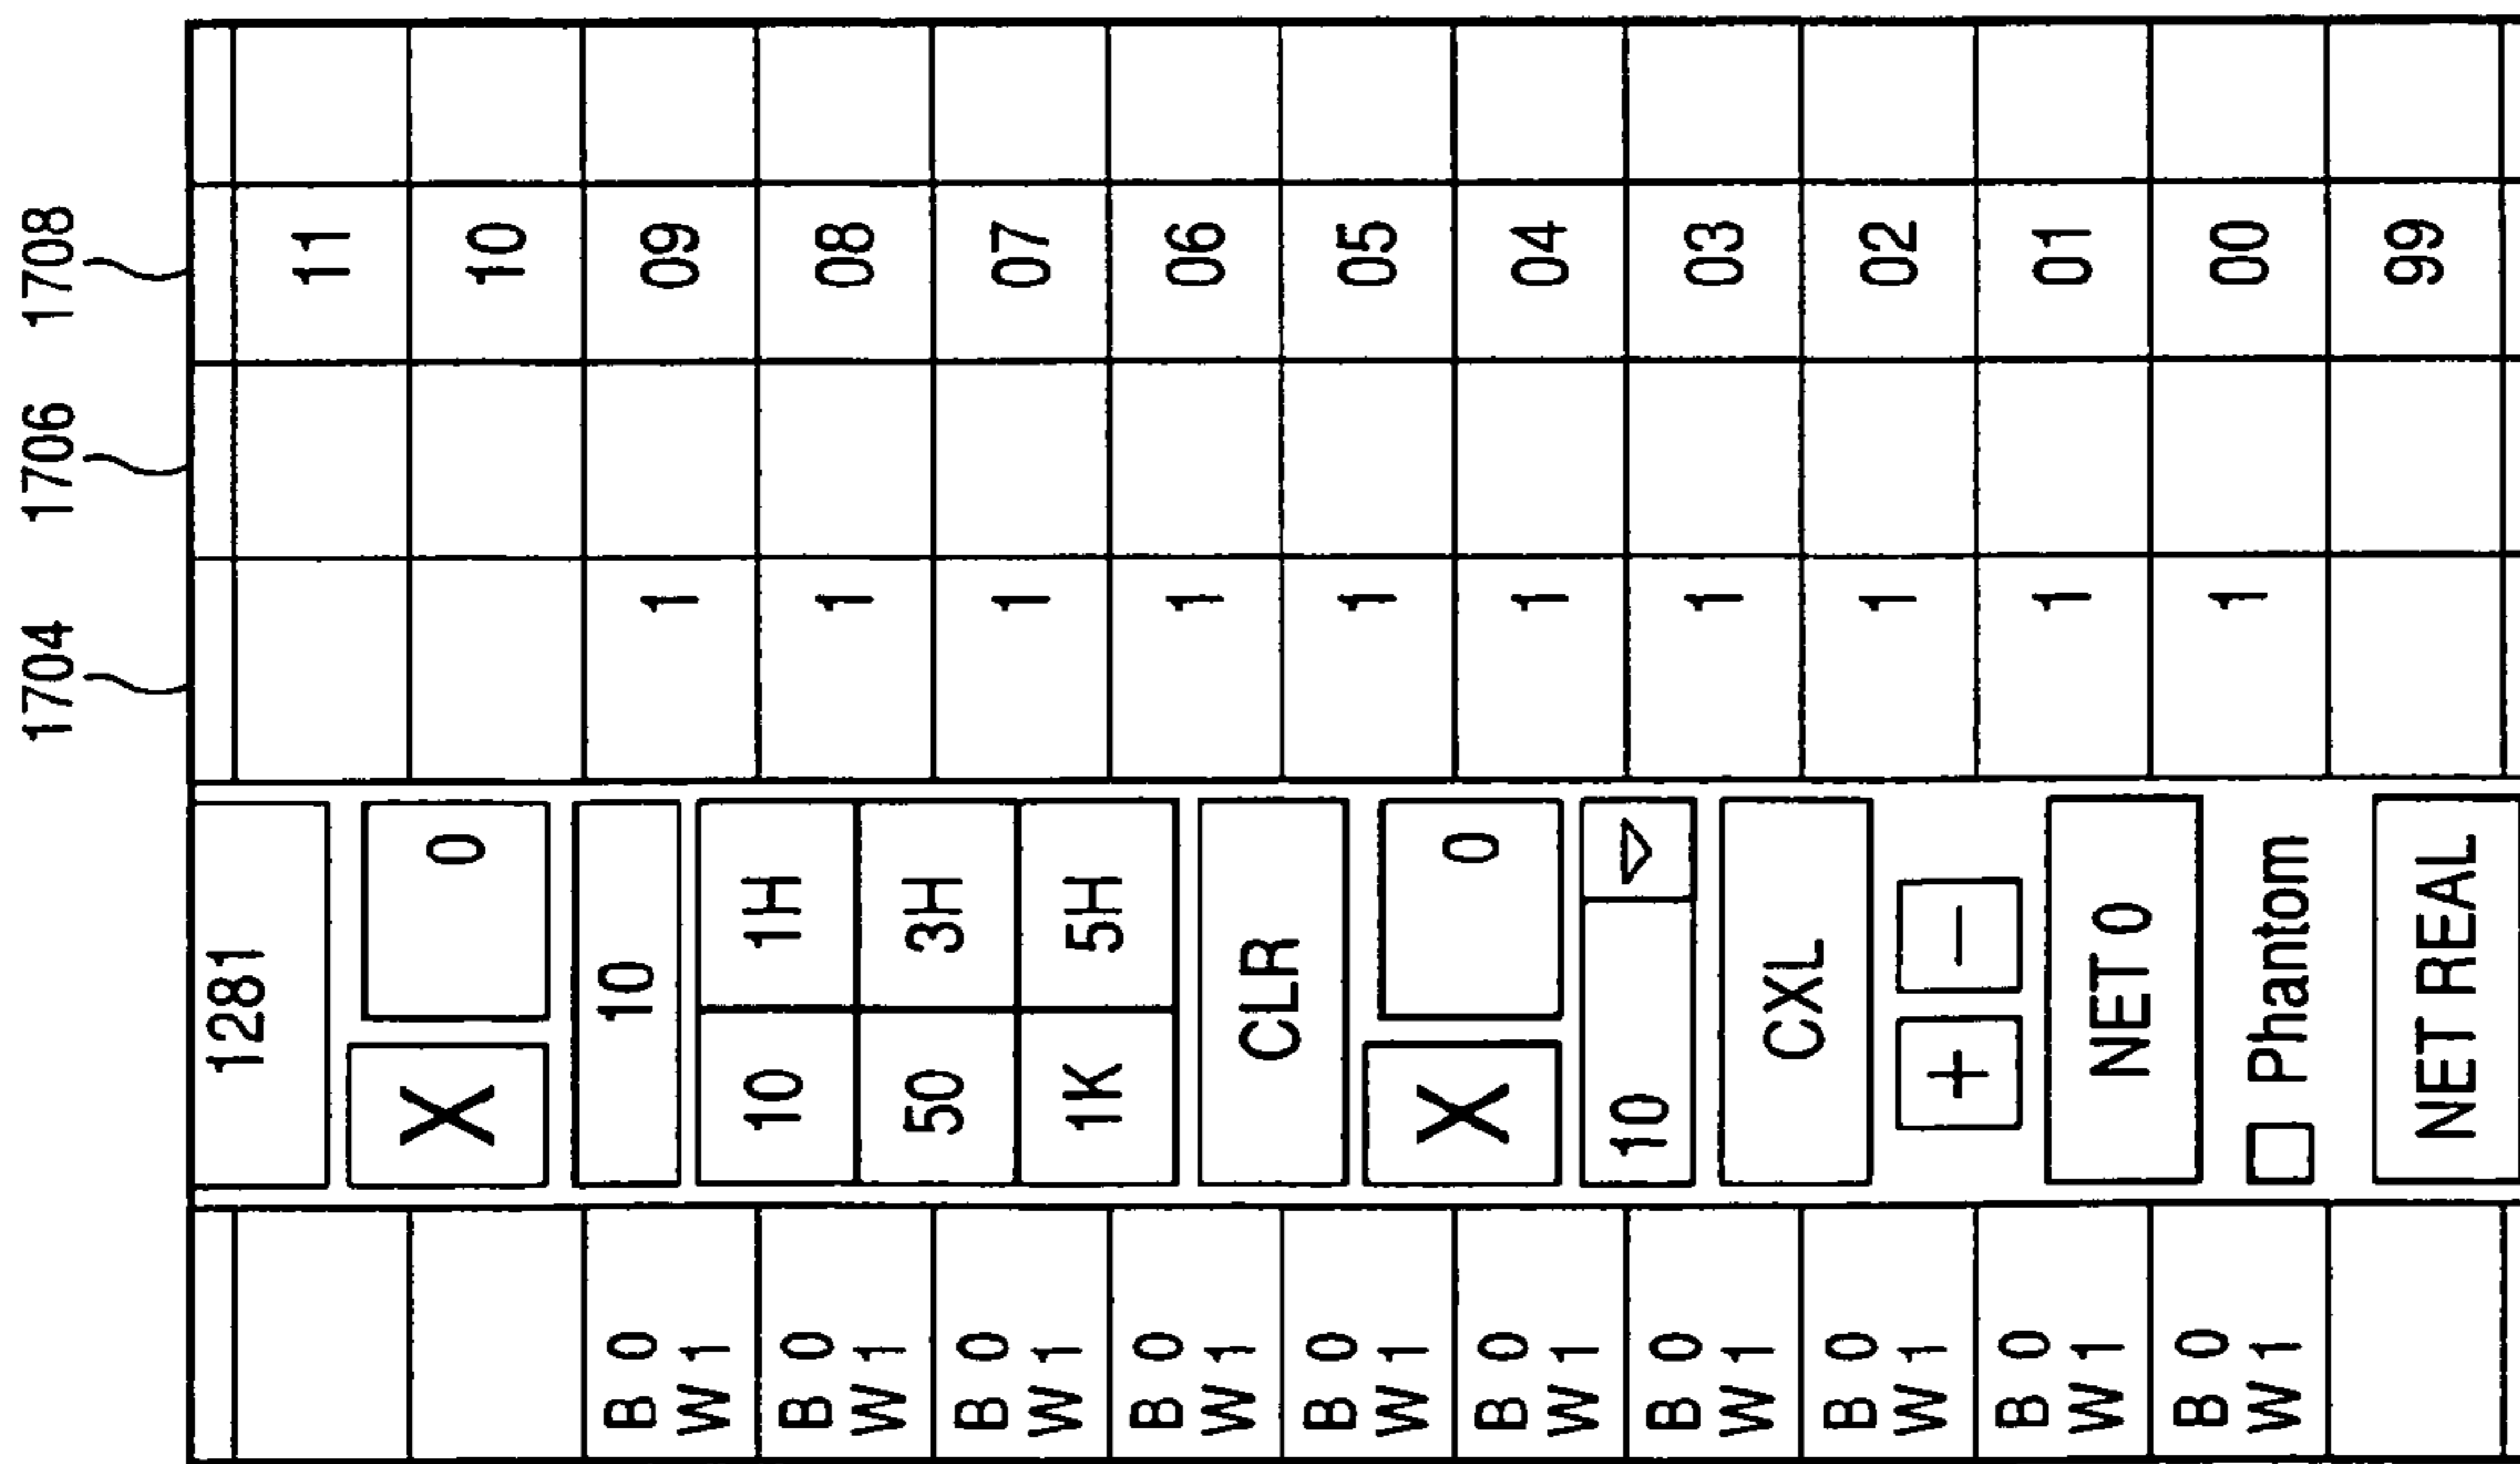 1704 1706 1708
B 0
W 1
B 0
W 1
B 0
W 1
B 0
W 1
B 0
W 1
B 0
W 1
B 0
W 1
B 0
W 1
B 0
W 1
B 0
W 1
1281
X 0
10
10 1H
50 3H
1K 5H
CLR
X 0
10
CXL
+ −
NET 0
Phantom
NET REAL
11
10
1 09
1 08
1 07
1 06
1 05
1 04
1 03
1 02
1 01
1 00
99